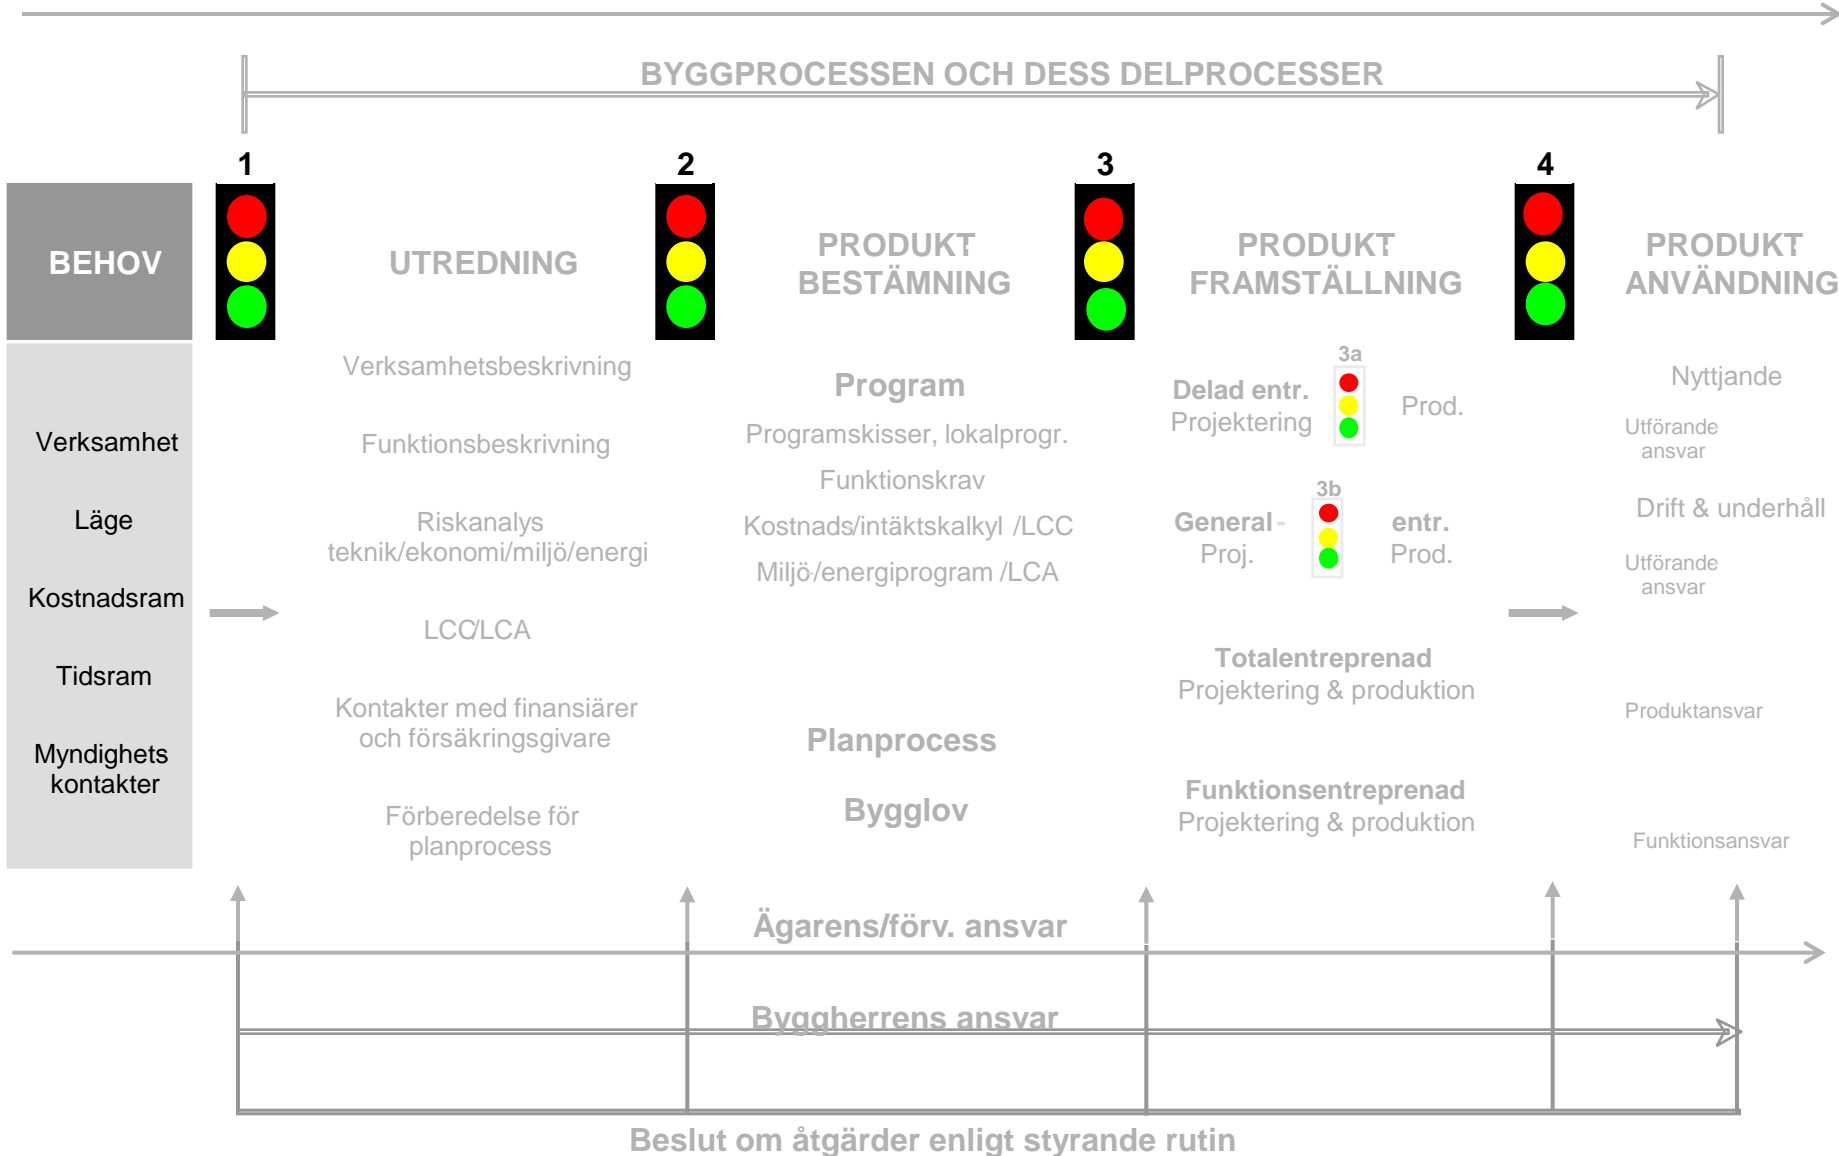 BYGGPROCESSEN OCH DESS DELPROCESSER
1
2
3
4
BEHOV
UTREDNING
PRODUKT-
BESTÄMNING
PRODUKT-
FRAMSTÄLLNING
PRODUKT-
ANVÄNDNING
Verksamhet
Läge
Kostnadsram
Tidsram
Myndighets
kontakter
Verksamhetsbeskrivning
Funktionsbeskrivning
Riskanalys
teknik/ekonomi/miljö/energi
LCC/LCA
Kontakter med finansiärer
och försäkringsgivare
Förberedelse för
planprocess
Program
Programskisser, lokalprogr.
Funktionskrav
Kostnads-/intäktskalkyl /LCC
Miljö-/energiprogram /LCA
Planprocess
Bygglov
3a
Delad entr.
Projektering
Prod.
3b
General- entr.
Proj. Prod.
Totalentreprenad
Projektering & produktion
Funktionsentreprenad
Projektering & produktion
Nyttjande
Utförande
ansvar
Drift & underhåll
Utförande
ansvar
Produktansvar
Funktionsansvar
Ägarens/förv. ansvar
Byggherrens ansvar
Beslut om åtgärder enligt styrande rutin